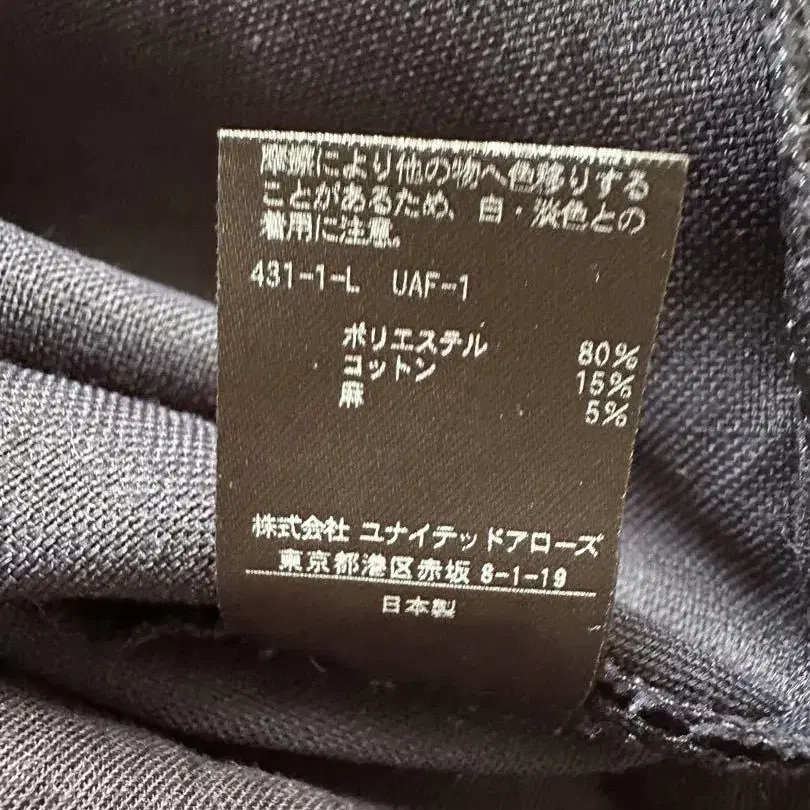 摩擦により他の物へ色移りする
ことがあるため、白・淡色との
着用に注意。
431-1-L UAF-1
ポリエステル 80%
コットン 15%
麻 5%
株式会社 ユナイテッドアローズ
東京都港区赤坂 8-1-19
日本製